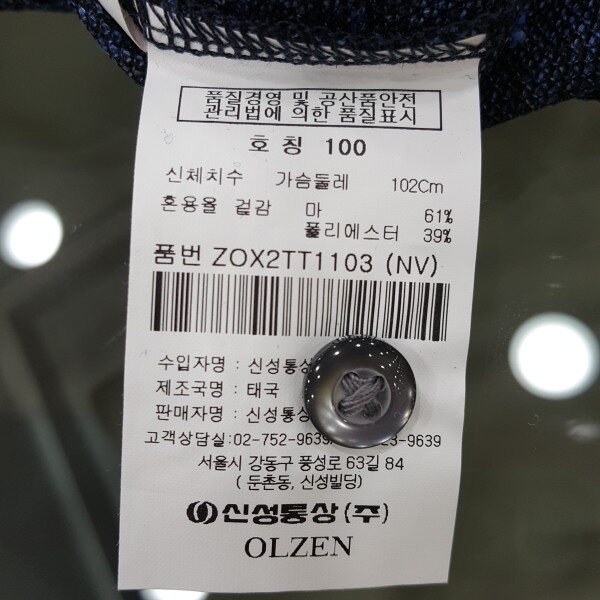 품질경영 및 공산품안전
관리법에 의한 품질표시
호칭 100
신체치수 가슴둘레 102Cm
혼용율 겉감 마 61%
폴리에스터 39%
품번 ZOX2TT1103 (NV)
수입자명 : 신성통상
제조국명 : 태국
판매자명 : 신성통
고객상담실:02-752-9639 9639
서울시 강동구 풍성로 63길 84
( 둔촌동, 신성빌딩)
신성통상(주)
OLZEN